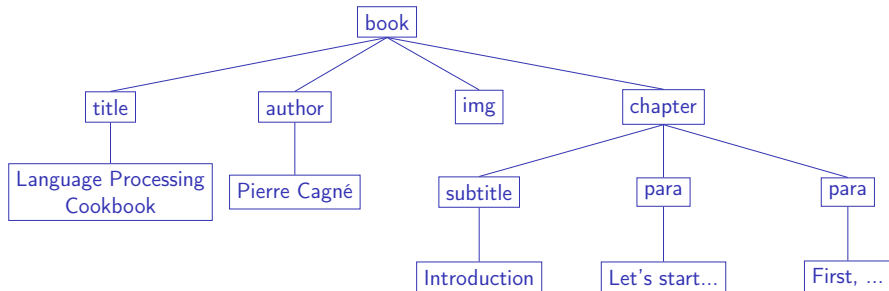 book
title
author
img
chapter
Language Processing
Cookbook
Pierre Cagné
subtitle
para
para
Introduction
Let's start...
First, ...